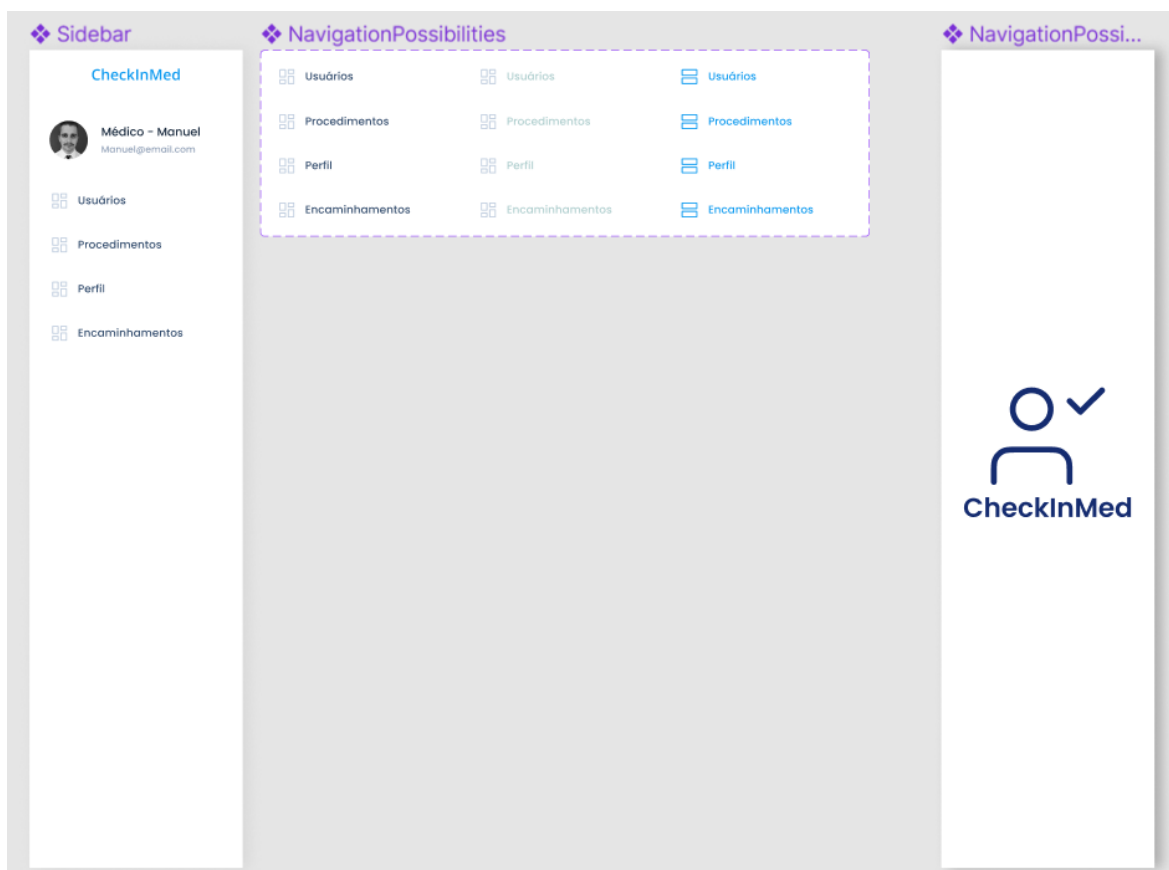 Sidebar
CheckInMed
Médico - Manuel
Manuel@email.com
Usuários
Procedimentos
Perfil
Encaminhamentos
NavigationPossibilities
Usuários Usuários Usuários
Procedimentos Procedimentos Procedimentos
Perfil Perfil Perfil
Encaminhamentos Encaminhamentos Encaminhamentos
NavigationPossi...
CheckInMed